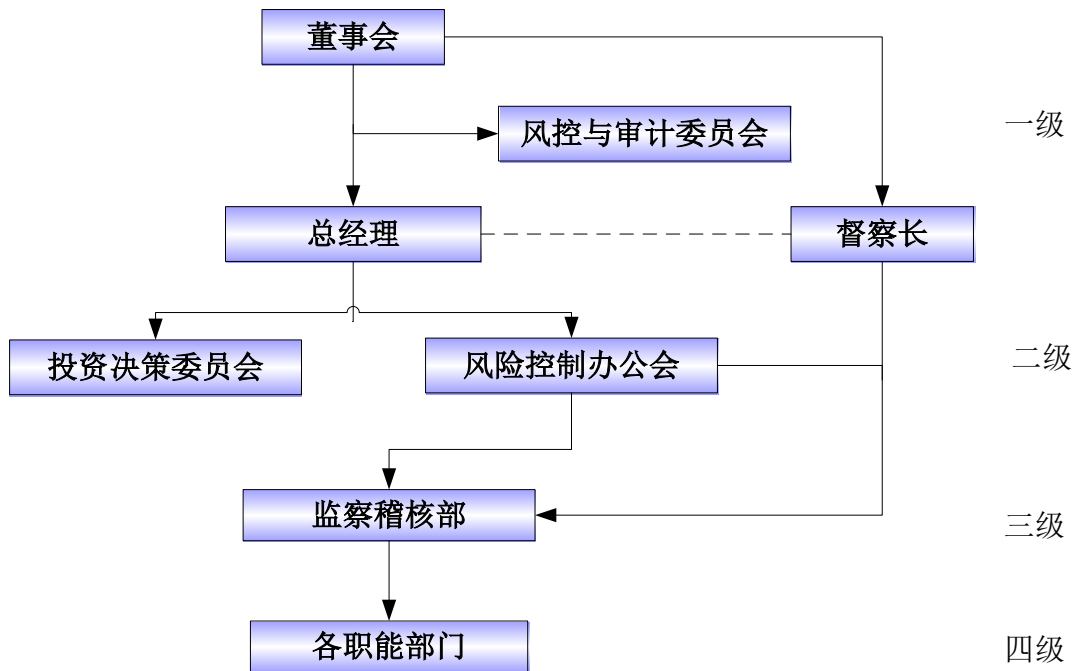 董事会
风控与审计委员会
一级
总经理
督察长
投资决策委员会
风险控制办公会
二级
监察稽核部
三级
各职能部门
四级